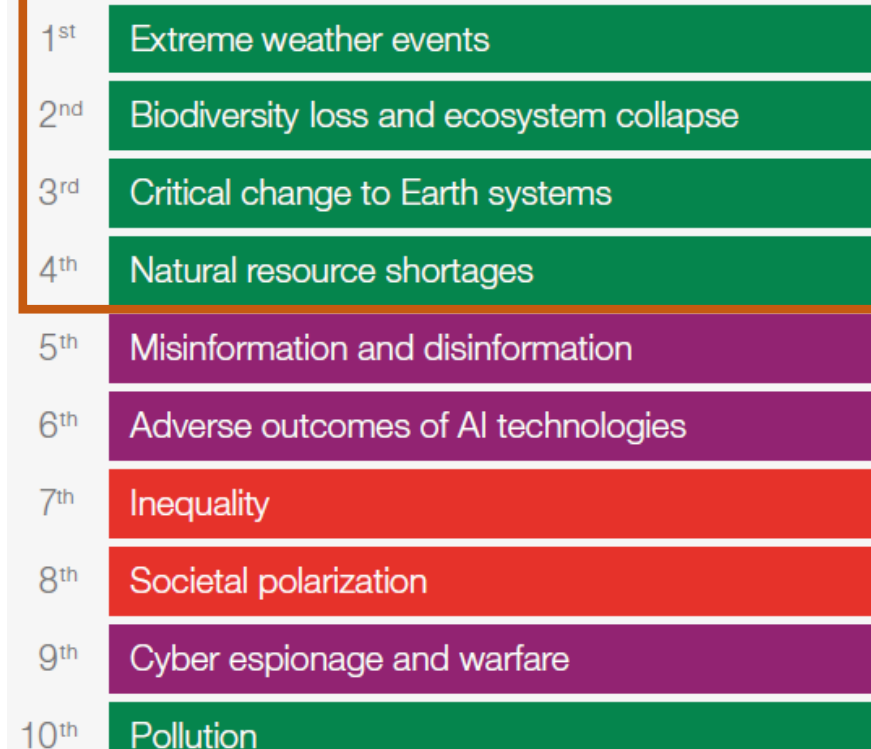 1st Extreme weather events
2nd Biodiversity loss and ecosystem collapse
3rd Critical change to Earth systems
4th Natural resource shortages
5th Misinformation and disinformation
6th Adverse outcomes of AI technologies
7th Inequality
8th Societal polarization
9th Cyber espionage and warfare
10th Pollution